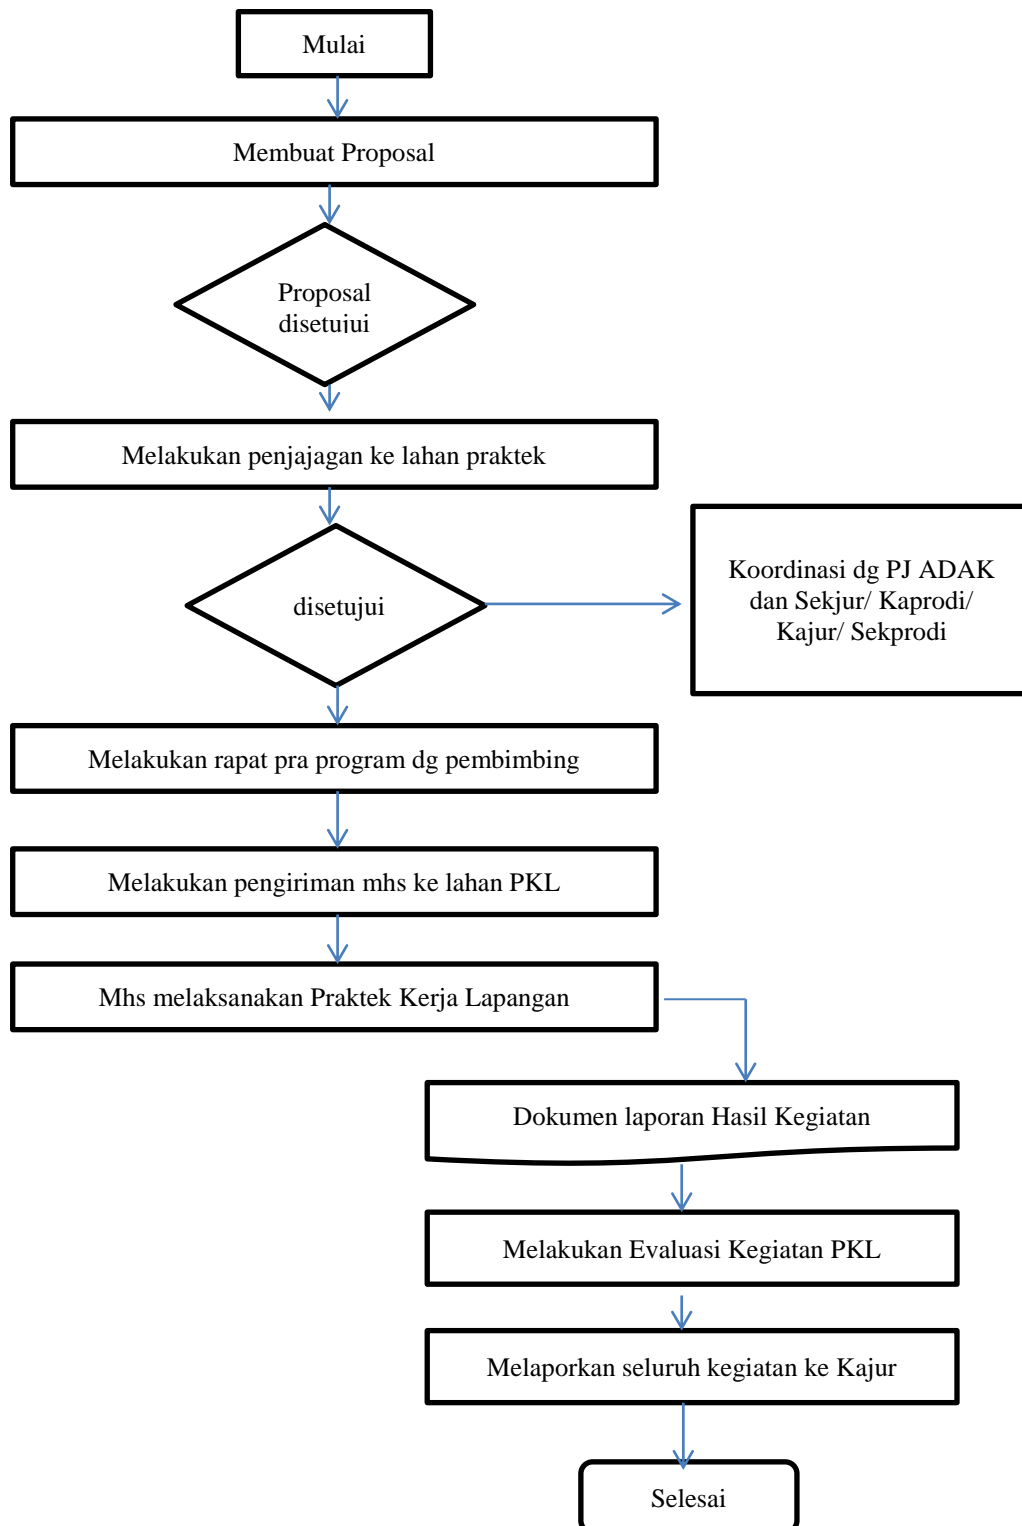 Mulai
Membuat Proposal
Proposal
disetujui
Melakukan penjajagan ke lahan praktek
disetujui
Koordinasi dg PJ ADAK
dan Sekjur/ Kaprodi/
Kajur/ Sekprodi
Melakukan rapat pra program dg pembimbing
Melakukan pengiriman mhs ke lahan PKL
Mhs melaksanakan Praktek Kerja Lapangan
Dokumen laporan Hasil Kegiatan
Melakukan Evaluasi Kegiatan PKL
Melaporkan seluruh kegiatan ke Kajur
Selesai